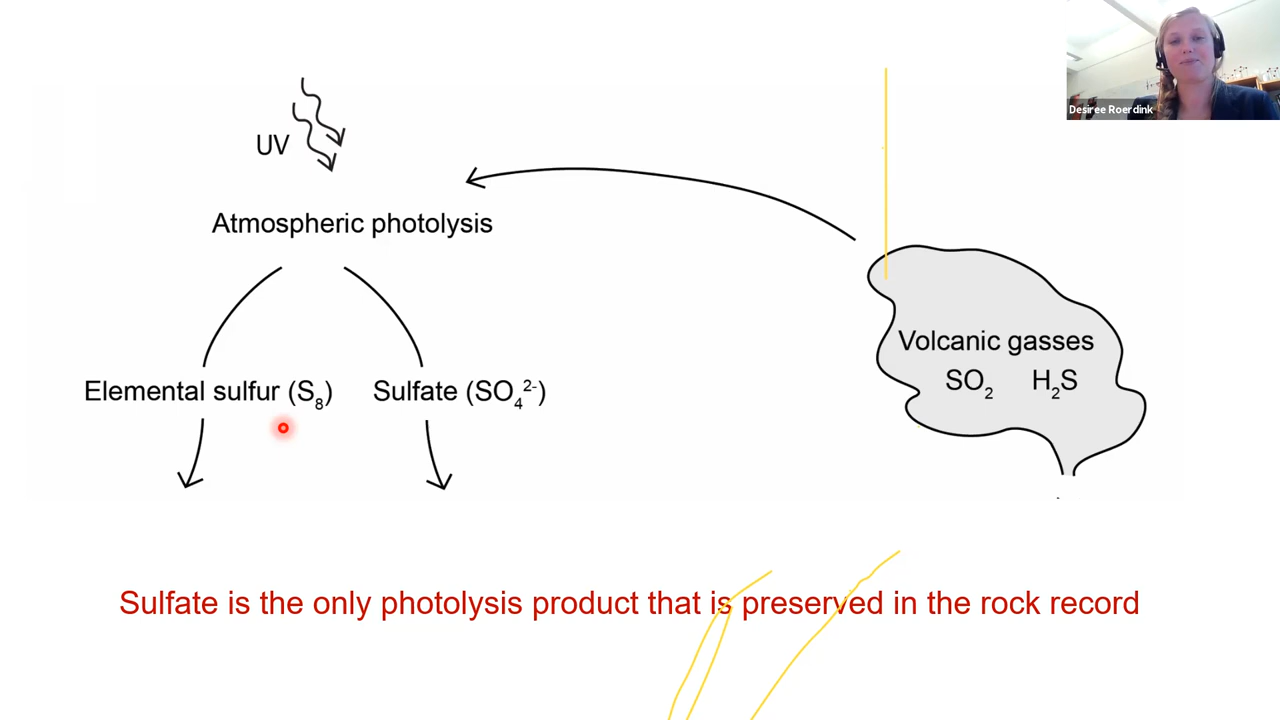 Desiree Roerdink
UV
Atmospheric photolysis
Volcanic gasses
SO₂ H₂S
Elemental sulfur (S₈) Sulfate (SO₄²⁻)
Sulfate is the only photolysis product that is preserved in the rock record